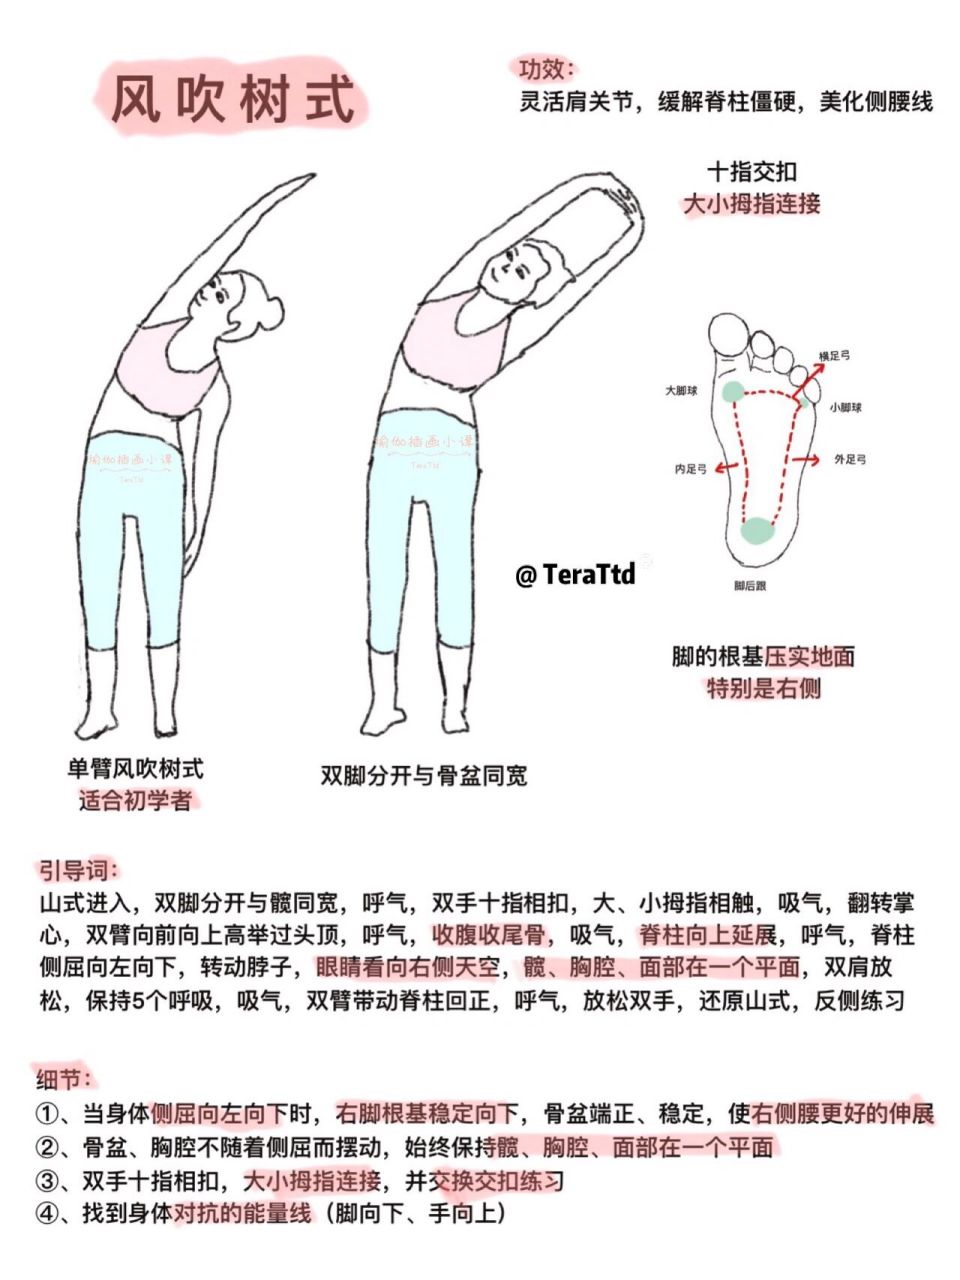 风吹树式
功效：
灵活肩关节，缓解脊柱僵硬，美化侧腰线
十指交扣
大小拇指连接
横足弓
大脚球
小脚球
内足弓
外足弓
脚后跟
瑜伽插画小谭
TeraTtd
瑜伽插画小谭
TeraTtd
@ TeraTtd
脚的根基压实地面
特别是右侧
单臂风吹树式
适合初学者
双脚分开与骨盆同宽
引导词：
山式进入，双脚分开与髋同宽，呼气，双手十指相扣，大、小拇指相触，吸气，翻转掌
心，双臂向前向上高举过头顶，呼气，收腹收尾骨，吸气，脊柱向上延展，呼气，脊柱
侧屈向左向下，转动脖子，眼睛看向右侧天空，髋、胸腔、面部在一个平面，双肩放
松，保持5个呼吸，吸气，双臂带动脊柱回正，呼气，放松双手，还原山式，反侧练习
细节：
①、当身体侧屈向左向下时，右脚根基稳定向下，骨盆端正、稳定，使右侧腰更好的伸展
②、骨盆、胸腔不随着侧屈而摆动，始终保持髋、胸腔、面部在一个平面
③、双手十指相扣，大小拇指连接，并交换交扣练习
④、找到身体对抗的能量线（脚向下、手向上）